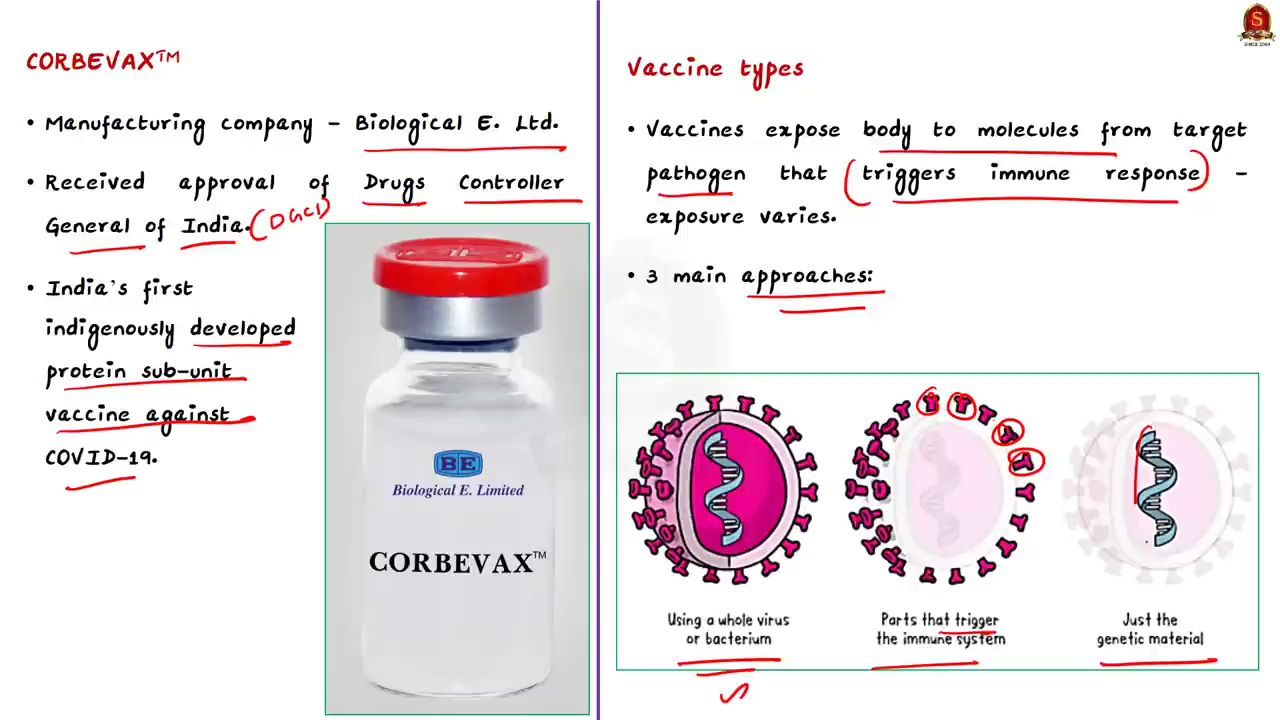 CORBEVAX™
• Manufacturing company – Biological E. Ltd.
• Received approval of Drugs Controller
General of India. (DGCI)
• India's first
indigenously developed
protein sub-unit
vaccine against
COVID-19.
BE
Biological E. Limited
CORBEVAX™
Vaccine types
• Vaccines expose body to molecules from target
pathogen that (triggers immune response) –
exposure varies.
• 3 main approaches:
Using a whole virus
or bacterium
Parts that trigger
the immune system
Just the
genetic material
S
SINCE 2004